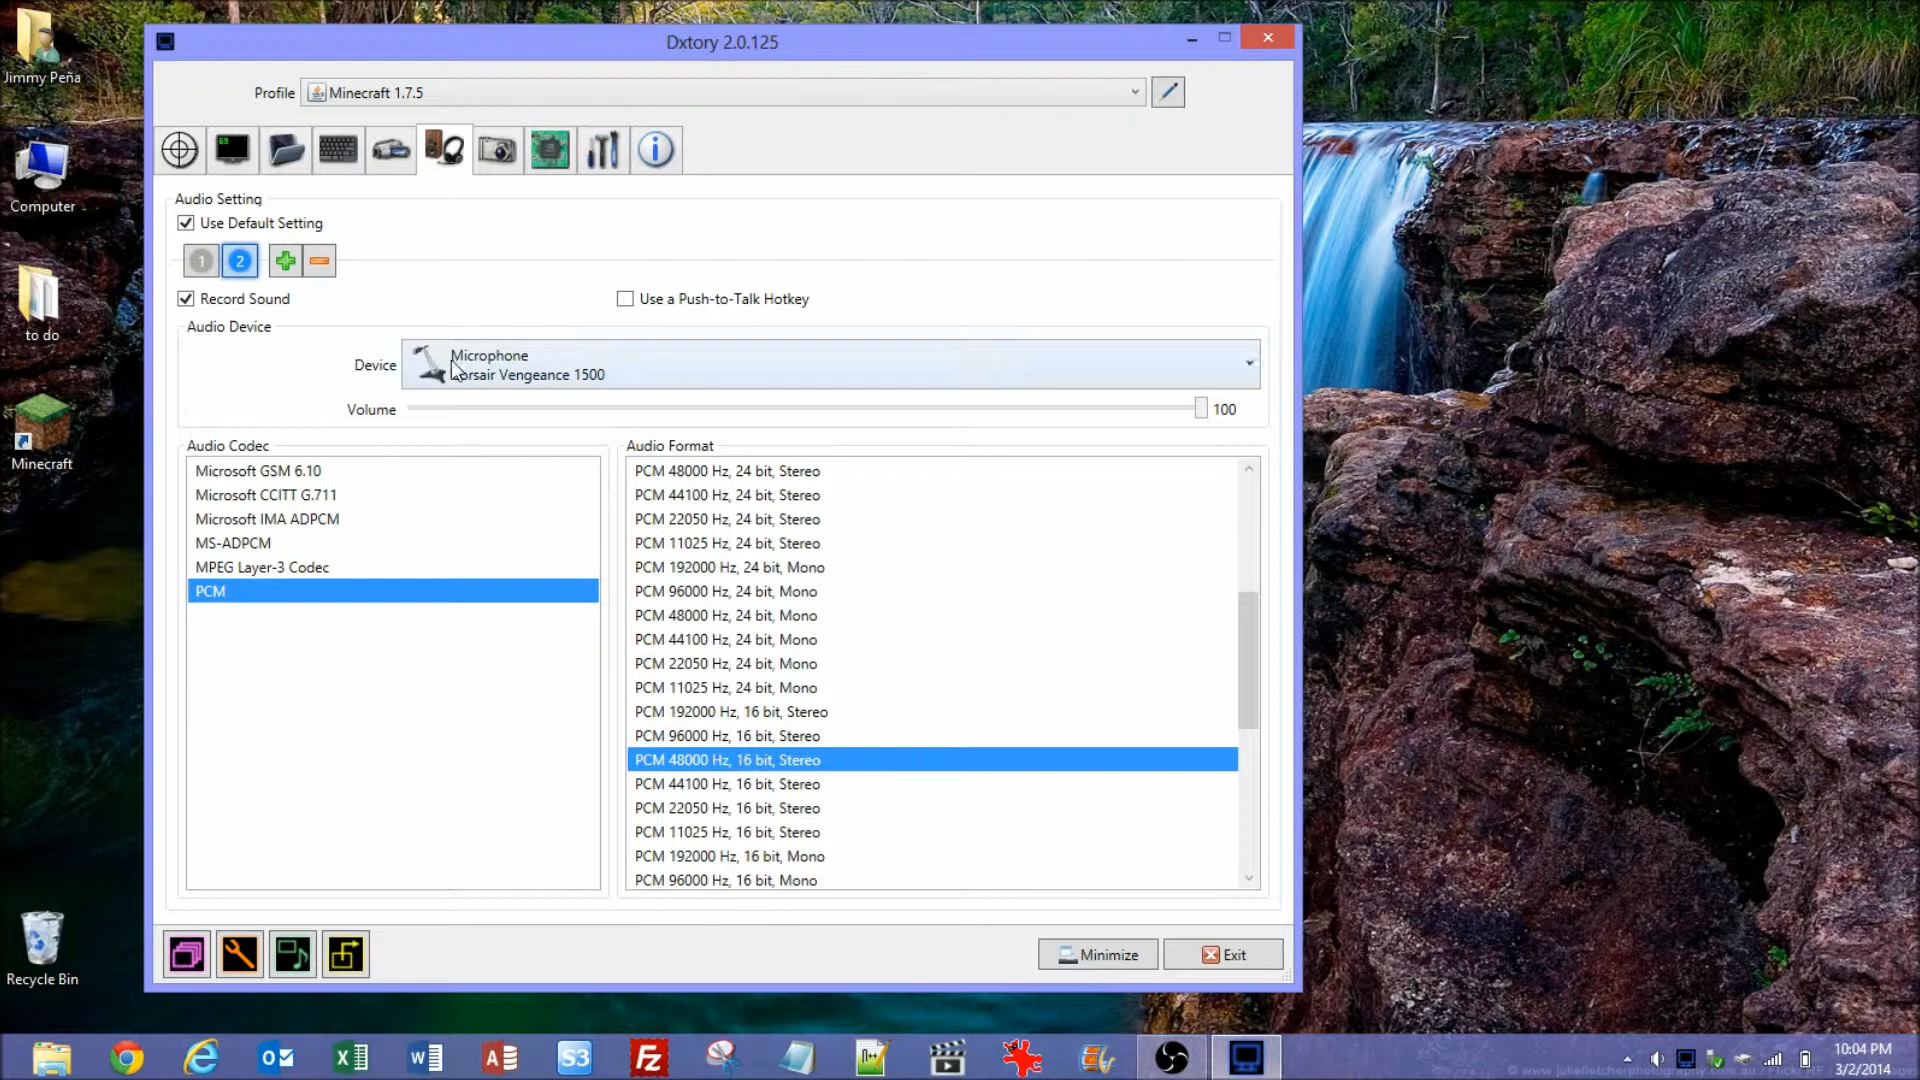 Dxtory 2.0.125
Jimmy Peña
Computer
to do
Minecraft
Recycle Bin
Profile
Minecraft 1.7.5
69
Audio Setting
Use Default Setting
1
2
Record Sound
Use a Push-to-Talk Hotkey
Audio Device
Device
Microphone
Corsair Vengeance 1500
Volume
100
Audio Codec
Microsoft GSM 6.10
Microsoft CCITT G.711
Microsoft IMA ADPCM
MS-ADPCM
MPEG Layer-3 Codec
PCM
Audio Format
PCM 48000 Hz, 24 bit, Stereo
PCM 44100 Hz, 24 bit, Stereo
PCM 22050 Hz, 24 bit, Stereo
PCM 11025 Hz, 24 bit, Stereo
PCM 192000 Hz, 24 bit, Mono
PCM 96000 Hz, 24 bit, Mono
PCM 48000 Hz, 24 bit, Mono
PCM 44100 Hz, 24 bit, Mono
PCM 22050 Hz, 24 bit, Mono
PCM 11025 Hz, 24 bit, Mono
PCM 192000 Hz, 16 bit, Stereo
PCM 96000 Hz, 16 bit, Stereo
PCM 48000 Hz, 16 bit, Stereo
PCM 44100 Hz, 16 bit, Stereo
PCM 22050 Hz, 16 bit, Stereo
PCM 11025 Hz, 16 bit, Stereo
PCM 192000 Hz, 16 bit, Mono
PCM 96000 Hz, 16 bit, Mono
Minimize
Exit
S3
Fz
10:04 PM
3/2/2014